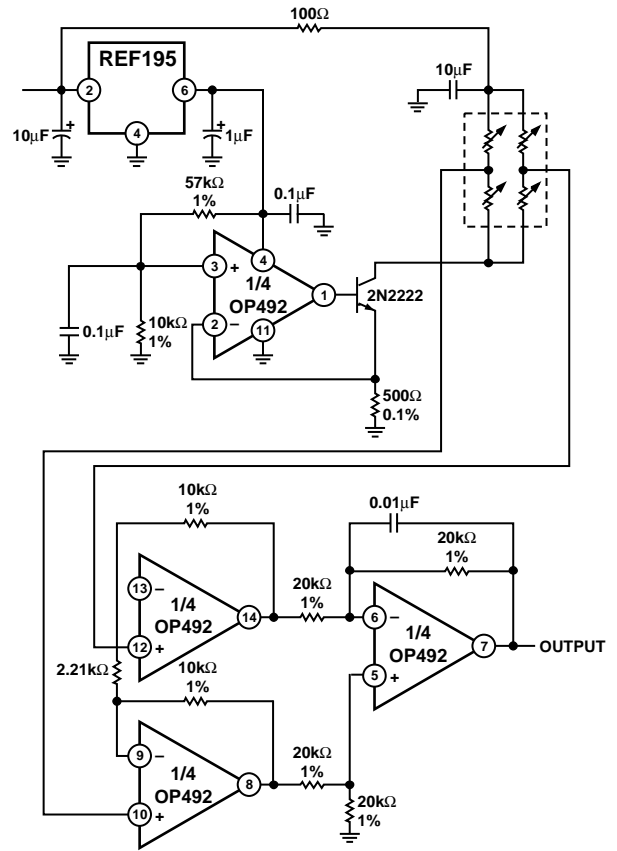 100Ω
REF195
2
6
4
10μF
+
1μF
+
10μF
57kΩ
1%
0.1μF
3
+
4
1/4
OP492
1
2N2222
2
–
11
0.1μF
10kΩ
1%
500Ω
0.1%
10kΩ
1%
0.01μF
20kΩ
1%
13
–
1/4
OP492
14
12
+
20kΩ
1%
6
–
1/4
OP492
7
OUTPUT
5
+
2.21kΩ
10kΩ
1%
9
–
1/4
OP492
8
10
+
20kΩ
1%
20kΩ
1%